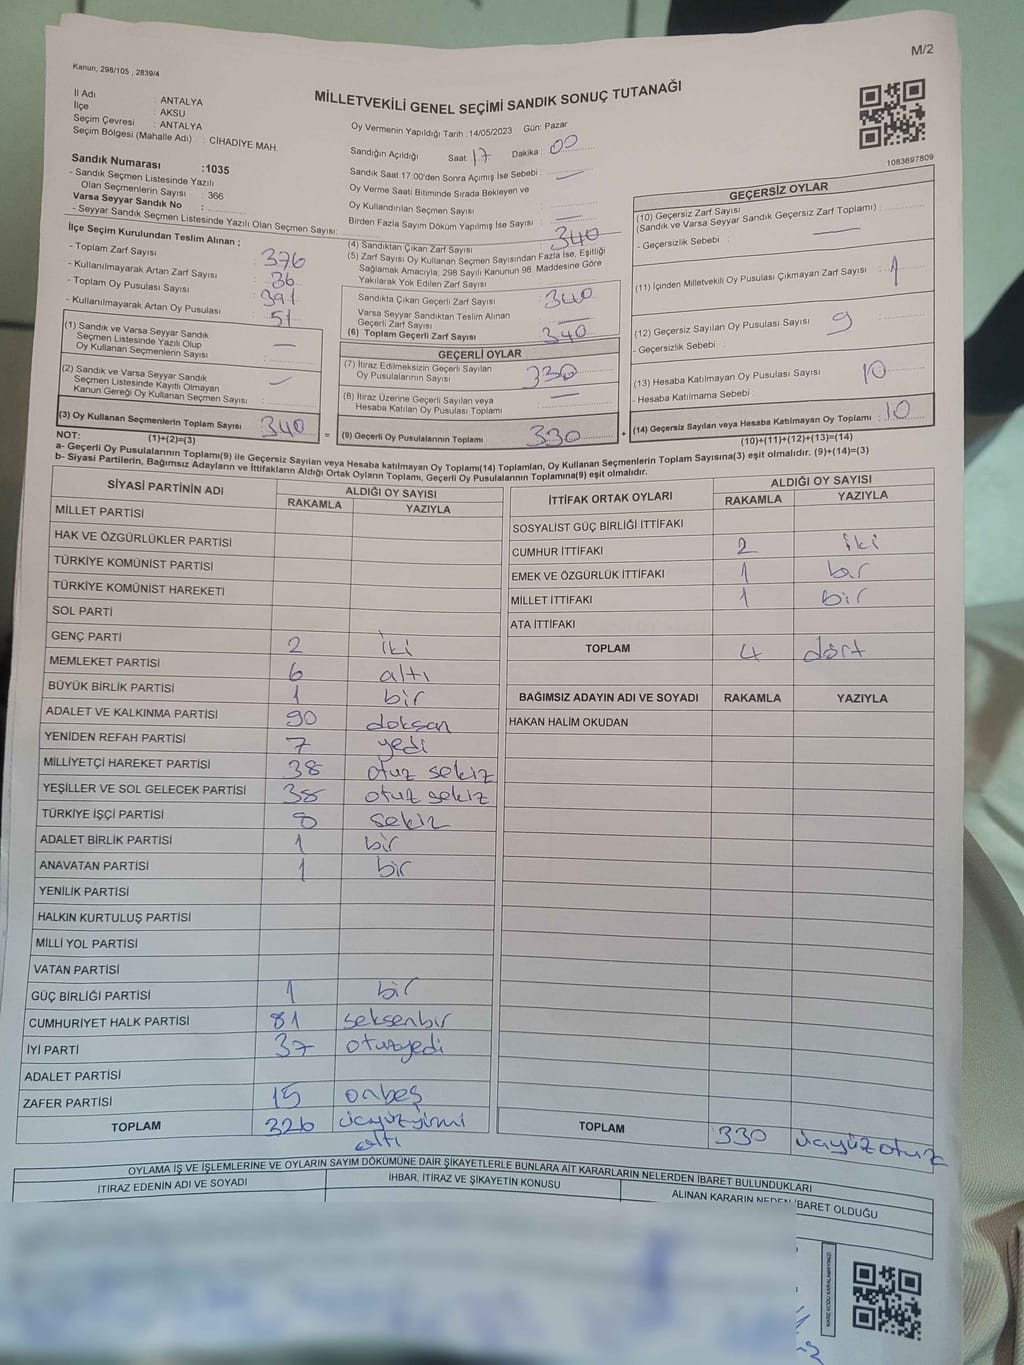 M/2
Kanun; 298/105 , 2839/4
MİLLETVEKİLİ GENEL SEÇİMİ SANDIK SONUÇ TUTANAĞI
İl Adı : ANTALYA
İlçe : AKSU
Seçim Çevresi : ANTALYA
Seçim Bölgesi (Mahalle Adı) : CİHADİYE MAH.
Sandık Numarası :1035
- Sandık Seçmen Listesinde Yazılı
Olan Seçmenlerin Sayısı : 366
Varsa Seyyar Sandık No :
- Seyyar Sandık Seçmen Listesinde Yazılı Olan Seçmen Sayısı:
Oy Vermenin Yapıldığı Tarih :14/05/2023 Gün: Pazar
Sandığın Açıldığı Saat: 17 Dakika : 00
Sandık Saat 17:00'den Sonra Açımış İse Sebebi : —
Oy Verme Saati Bitiminde Sırada Bekleyen ve
Oy Kullandırılan Seçmen Sayısı
Birden Fazla Sayım Döküm Yapılmış İse Sayısı : —
1083697809
İlçe Seçim Kurulundan Teslim Alınan ;
- Toplam Zarf Sayısı : 376
- Kullanılmayarak Artan Zarf Sayısı : 36
- Toplam Oy Pusulası Sayısı : 391
- Kullanılmayarak Artan Oy Pusulası : 51
(1) Sandık ve Varsa Seyyar Sandık
Seçmen Listesinde Yazılı Olup
Oy Kullanan Seçmenlerin Sayısı : —
(2) Sandık ve Varsa Seyyar Sandık
Seçmen Listesinde Kayıtlı Olmayan
Kanun Gereği Oy Kullanan Seçmen Sayısı : —
(3) Oy Kullanan Seçmenlerin Toplam Sayısı : 340
(1)+(2)=(3)
(4) Sandıktan Çıkan Zarf Sayısı : 340
(5) Zarf Sayısı Oy Kullanan Seçmen Sayısından Fazla İse, Eşitliği
Sağlamak Amacıyla, 298 Sayılı Kanunun 98. Maddesine Göre
Yakılarak Yok Edilen Zarf Sayısı :
Sandıkta Çıkan Geçerli Zarf Sayısı : 340
Varsa Seyyar Sandıktan Teslim Alınan
Geçerli Zarf Sayısı : —
(6) Toplam Geçerli Zarf Sayısı : 340
GEÇERLİ OYLAR
(7) İtiraz Edilmeksizin Geçerli Sayılan
Oy Pusulalarının Sayısı : 330
(8) İtiraz Üzerine Geçerli Sayılan veya
Hesaba Katılan Oy Pusulası Toplamı : —
= (9) Geçerli Oy Pusulalarının Toplamı : 330 +
GEÇERSİZ OYLAR
(10) Geçersiz Zarf Sayısı
(Sandık ve Varsa Seyyar Sandık Geçersiz Zarf Toplamı) : —
- Geçersizlik Sebebi :
(11) İçinden Milletvekili Oy Pusulası Çıkmayan Zarf Sayısı : 1
(12) Geçersiz Sayılan Oy Pusulası Sayısı : 9
- Geçersizlik Sebebi :
(13) Hesaba Katılmayan Oy Pusulası Sayısı : 10
- Hesaba Katılmama Sebebi :
(14) Geçersiz Sayılan veya Hesaba Katılmayan Oy Toplamı : 10
(10)+(11)+(12)+(13)=(14)
NOT:
a- Geçerli Oy Pusulalarının Toplamı(9) ile Geçersiz Sayılan veya Hesaba katılmayan Oy Toplamı(14) Toplamları, Oy Kullanan Seçmenlerin Toplam Sayısına(3) eşit olmalıdır. (9)+(14)=(3)
b- Siyasi Partilerin, Bağımsız Adayların ve İttifakların Aldığı Ortak Oyların Toplamı, Geçerli Oy Pusulalarının Toplamına(9) eşit olmalıdır.
SİYASİ PARTİNİN ADI ALDIĞI OY SAYISI
RAKAMLA YAZIYLA
MİLLET PARTİSİ
HAK VE ÖZGÜRLÜKLER PARTİSİ
TÜRKİYE KOMÜNİST PARTİSİ
TÜRKİYE KOMÜNİST HAREKETİ
SOL PARTİ
GENÇ PARTİ 2 iki
MEMLEKET PARTİSİ 6 altı
BÜYÜK BİRLİK PARTİSİ 1 bir
ADALET VE KALKINMA PARTİSİ 90 doksan
YENİDEN REFAH PARTİSİ 7 yedi
MİLLİYETÇİ HAREKET PARTİSİ 38 otuz sekiz
YEŞİLLER VE SOL GELECEK PARTİSİ 38 otuz sekiz
TÜRKİYE İŞÇİ PARTİSİ 8 sekiz
ADALET BİRLİK PARTİSİ 1 bir
ANAVATAN PARTİSİ 1 bir
YENİLİK PARTİSİ
HALKIN KURTULUŞ PARTİSİ
MİLLİ YOL PARTİSİ
VATAN PARTİSİ
GÜÇ BİRLİĞİ PARTİSİ 1 bir
CUMHURİYET HALK PARTİSİ 81 seksenbir
İYİ PARTİ 37 otuzyedi
ADALET PARTİSİ
ZAFER PARTİSİ 15 onbeş
TOPLAM 326 üçyüzyirmi
altı
İTTİFAK ORTAK OYLARI ALDIĞI OY SAYISI
RAKAMLA YAZIYLA
SOSYALİST GÜÇ BİRLİĞİ İTTİFAKI
CUMHUR İTTİFAKI 2 iki
EMEK VE ÖZGÜRLÜK İTTİFAKI 1 bir
MİLLET İTTİFAKI 1 bir
ATA İTTİFAKI
TOPLAM 4 dört
BAĞIMSIZ ADAYIN ADI VE SOYADI RAKAMLA YAZIYLA
HAKAN HALİM OKUDAN
TOPLAM 330 üçyüzotuz
OYLAMA İŞ VE İŞLEMLERİNE VE OYLARIN SAYIM DÖKÜMÜNE DAİR ŞİKAYETLERLE BUNLARA AİT KARARLARIN NELERDEN İBARET BULUNDUKLARI
İTİRAZ EDENİN ADI VE SOYADI İHBAR, İTİRAZ VE ŞİKAYETİN KONUSU ALINAN KARARIN NEDEN İBARET OLDUĞU
KARE KODU KARALAMAYINIZ!